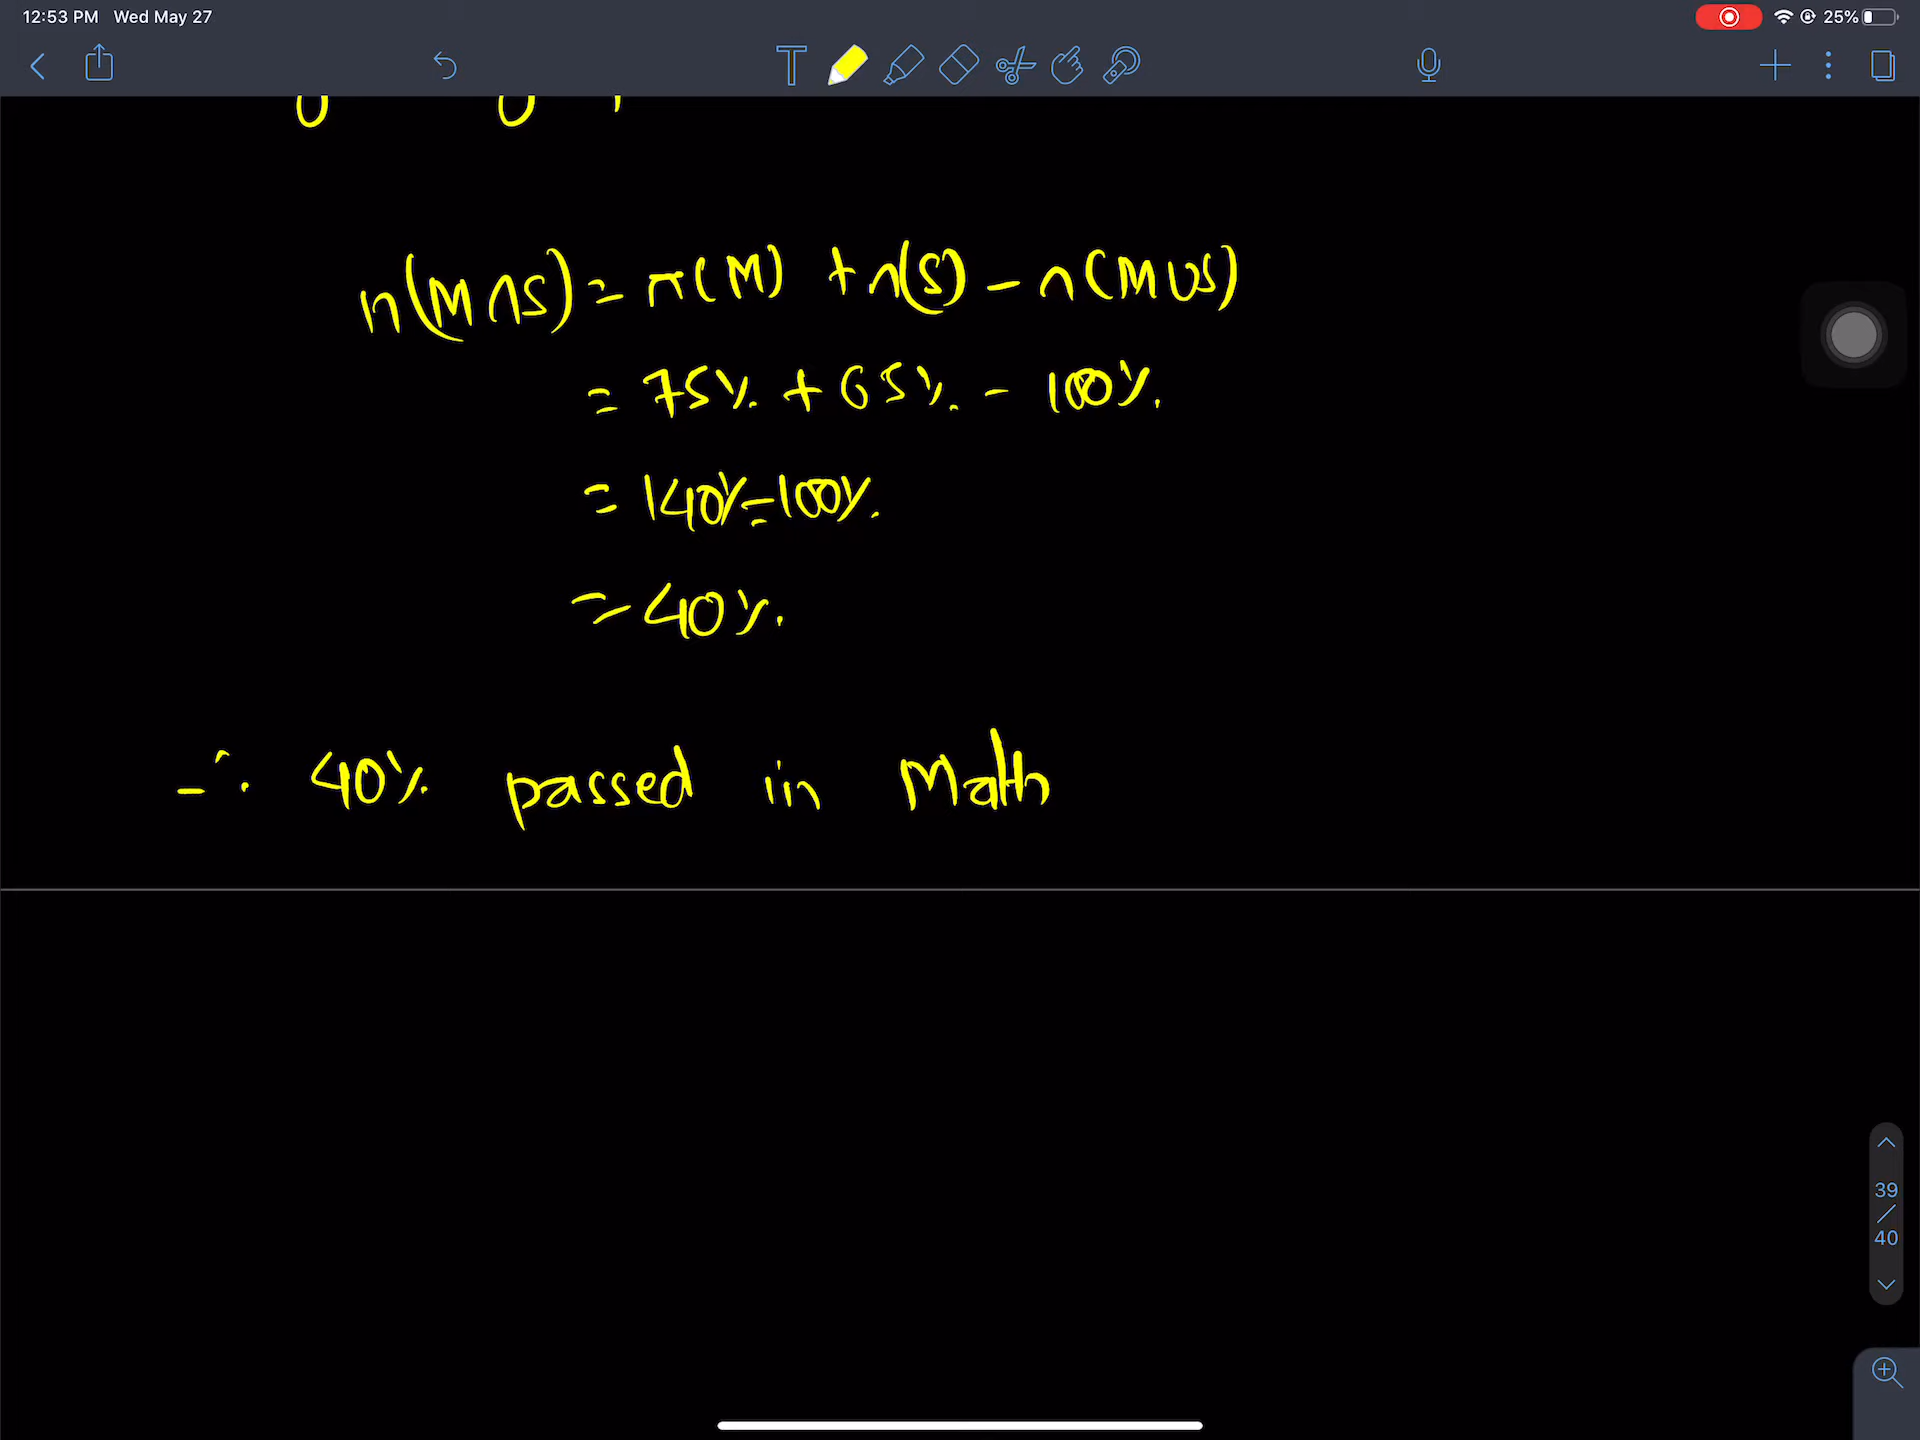 12:53 PM Wed May 27
25%
n(M∩S) = n(M) + n(S) - n(M∪S)
= 75% + 65% - 100%.
= 140% - 100%.
= 40%.
∴ 40% passed in Math
39
/
40